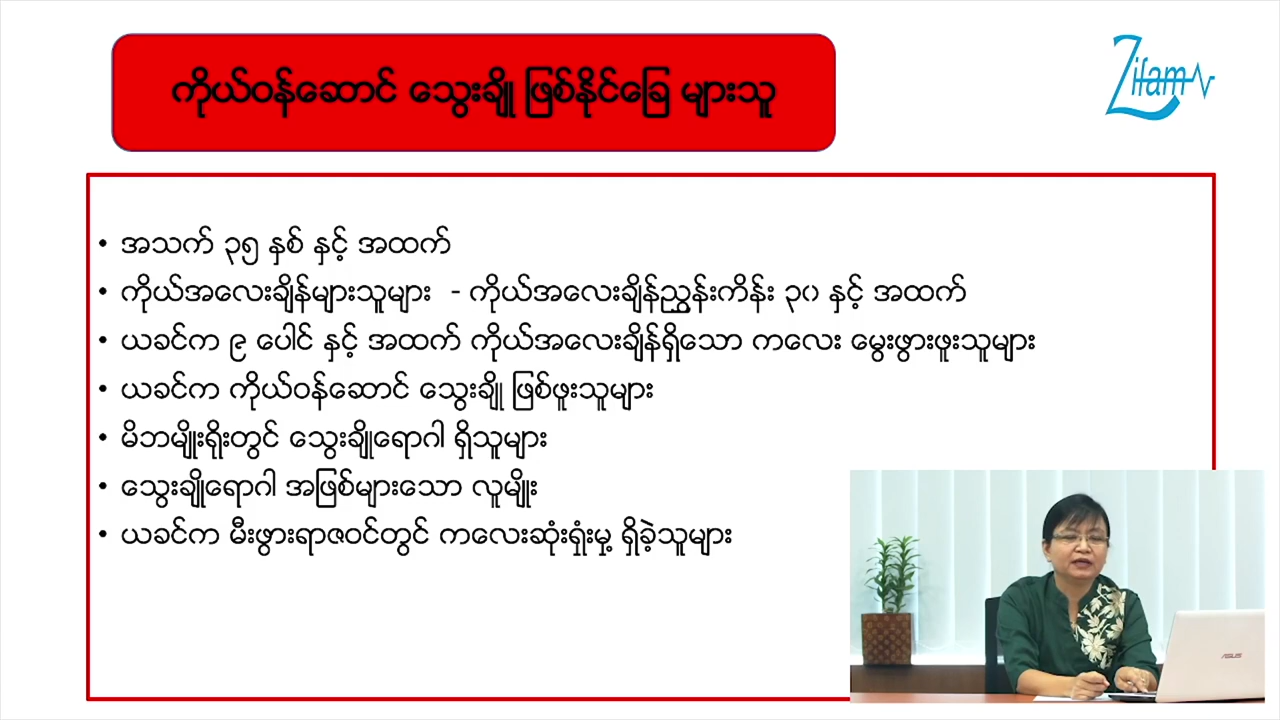 ကိုယ်ဝန်ဆောင် သွေးချို ဖြစ်နိုင်ခြေ များသူ
Zifam
• အသက် ၃၅ နှစ် နှင့် အထက်
• ကိုယ်အလေးချိန်များသူများ - ကိုယ်အလေးချိန်ညွှန်းကိန်း ၃၀ နှင့် အထက်
• ယခင်က ၉ ပေါင် နှင့် အထက် ကိုယ်အလေးချိန်ရှိသော ကလေး မွေးဖွားဖူးသူများ
• ယခင်က ကိုယ်ဝန်ဆောင် သွေးချို ဖြစ်ဖူးသူများ
• မိဘမျိုးရိုးတွင် သွေးချိုရောဂါ ရှိသူများ
• သွေးချိုရောဂါ အဖြစ်များသော လူမျိုး
• ယခင်က မီးဖွားရာဇဝင်တွင် ကလေးဆုံးရှုံးမှု့ ရှိခဲ့သူများ
ASUS